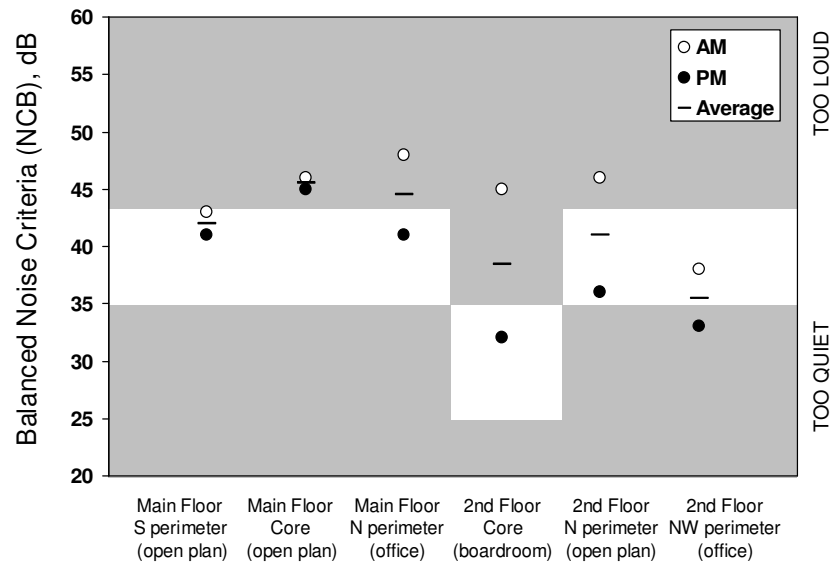 Balanced Noise Criteria (NCB), dB
60
55
50
45
40
35
30
25
20
AM
PM
Average
TOO LOUD
TOO QUIET
Main Floor
S perimeter
(open plan)
Main Floor
Core
(open plan)
Main Floor
N perimeter
(office)
2nd Floor
Core
(boardroom)
2nd Floor
N perimeter
(open plan)
2nd Floor
NW perimeter
(office)